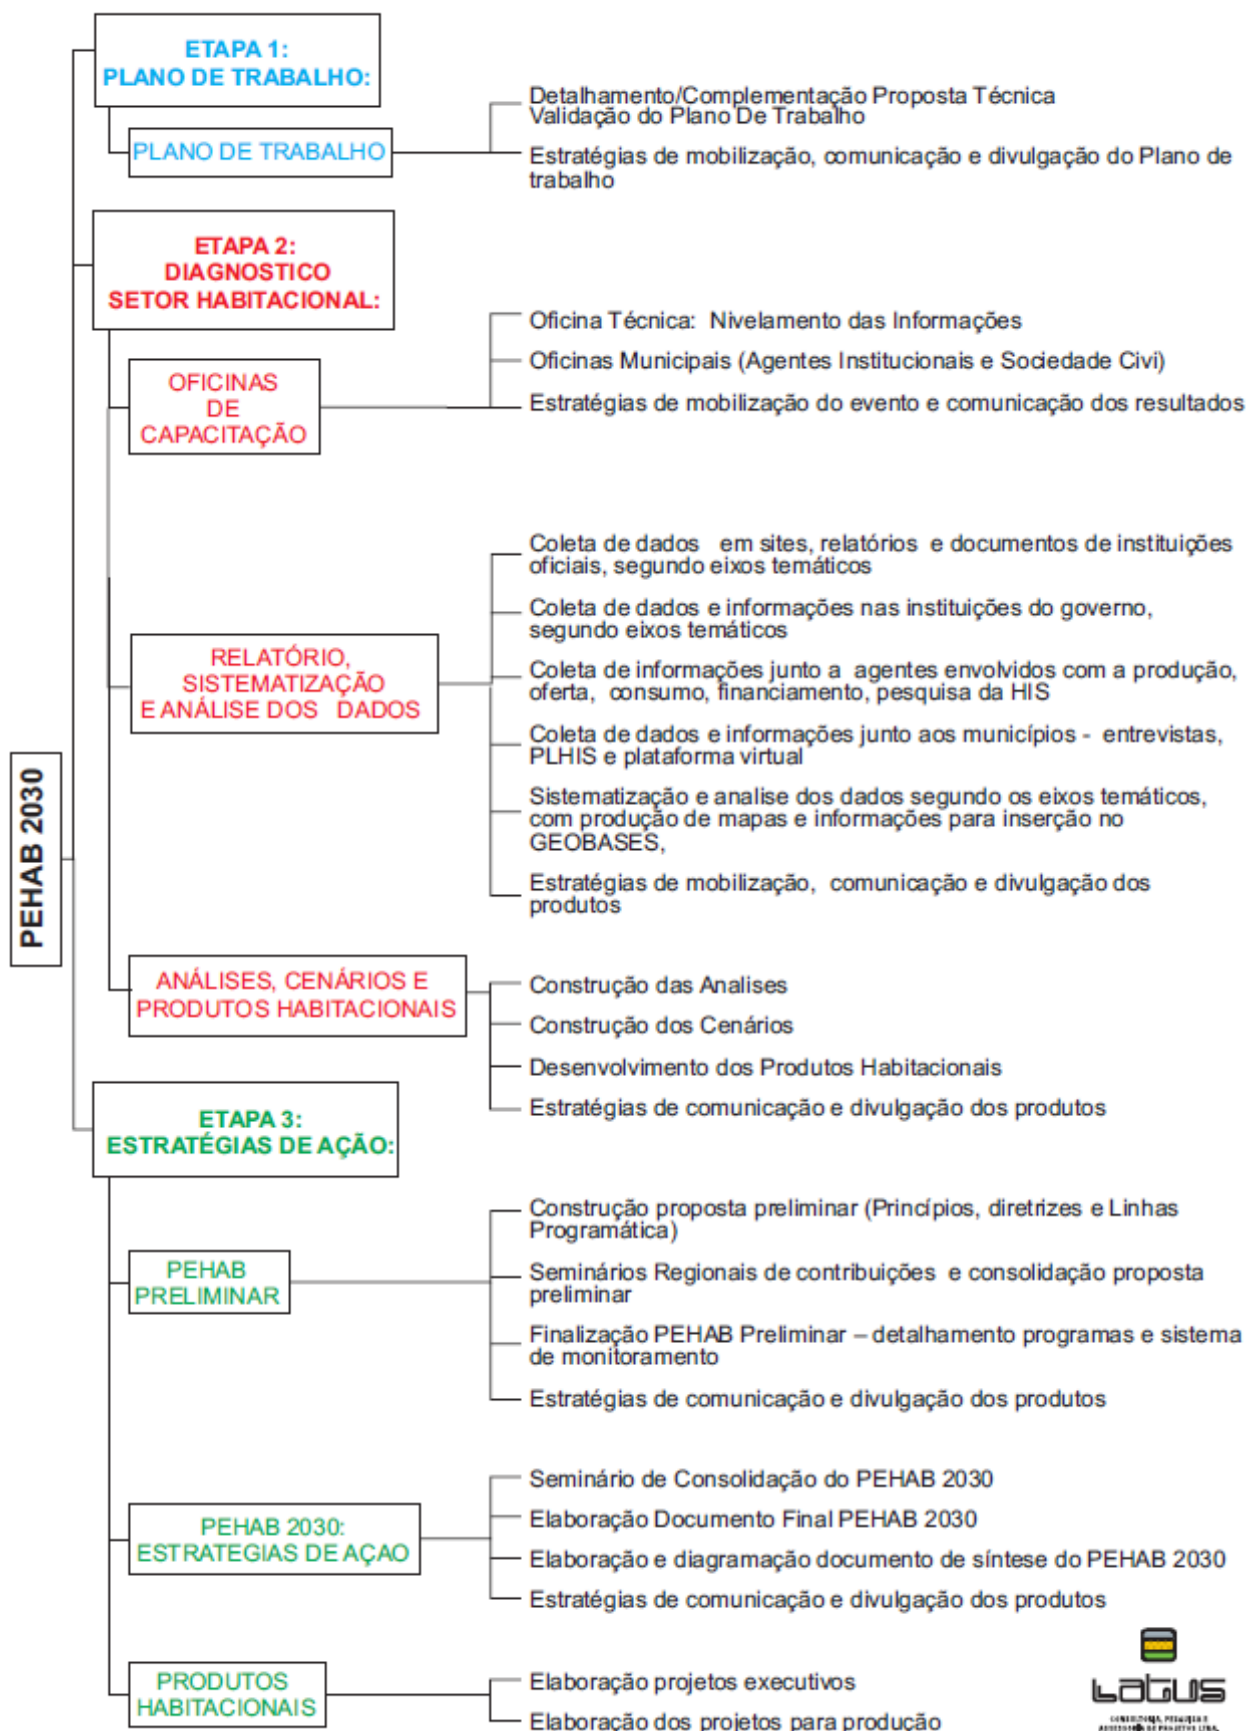 PEHAB 2030
ETAPA 1:
PLANO DE TRABALHO:
PLANO DE TRABALHO
Detalhamento/Complementação Proposta Técnica
Validação do Plano De Trabalho
Estratégias de mobilização, comunicação e divulgação do Plano de
trabalho
ETAPA 2:
DIAGNOSTICO
SETOR HABITACIONAL:
OFICINAS
DE
CAPACITAÇÃO
Oficina Técnica: Nivelamento das Informações
Oficinas Municipais (Agentes Institucionais e Sociedade Civi)
Estratégias de mobilização do evento e comunicação dos resultados
RELATÓRIO,
SISTEMATIZAÇÃO
E ANÁLISE DOS DADOS
Coleta de dados em sites, relatórios e documentos de instituições
oficiais, segundo eixos temáticos
Coleta de dados e informações nas instituições do governo,
segundo eixos temáticos
Coleta de informações junto a agentes envolvidos com a produção,
oferta, consumo, financiamento, pesquisa da HIS
Coleta de dados e informações junto aos municípios - entrevistas,
PLHIS e plataforma virtual
Sistematização e analise dos dados segundo os eixos temáticos,
com produção de mapas e informações para inserção no
GEOBASES,
Estratégias de mobilização, comunicação e divulgação dos
produtos
ANÁLISES, CENÁRIOS E
PRODUTOS HABITACIONAIS
Construção das Analises
Construção dos Cenários
Desenvolvimento dos Produtos Habitacionais
Estratégias de comunicação e divulgação dos produtos
ETAPA 3:
ESTRATÉGIAS DE AÇÃO:
PEHAB
PRELIMINAR
Construção proposta preliminar (Princípios, diretrizes e Linhas
Programática)
Seminários Regionais de contribuições e consolidação proposta
preliminar
Finalização PEHAB Preliminar – detalhamento programas e sistema
de monitoramento
Estratégias de comunicação e divulgação dos produtos
PEHAB 2030:
ESTRATEGIAS DE AÇAO
Seminário de Consolidação do PEHAB 2030
Elaboração Documento Final PEHAB 2030
Elaboração e diagramação documento de síntese do PEHAB 2030
Estratégias de comunicação e divulgação dos produtos
PRODUTOS
HABITACIONAIS
Elaboração projetos executivos
Elaboração dos projetos para produção
Latus
CONSULTORIA, PESQUISA E
ASSESSORIA DE PROJETOS LTDA.